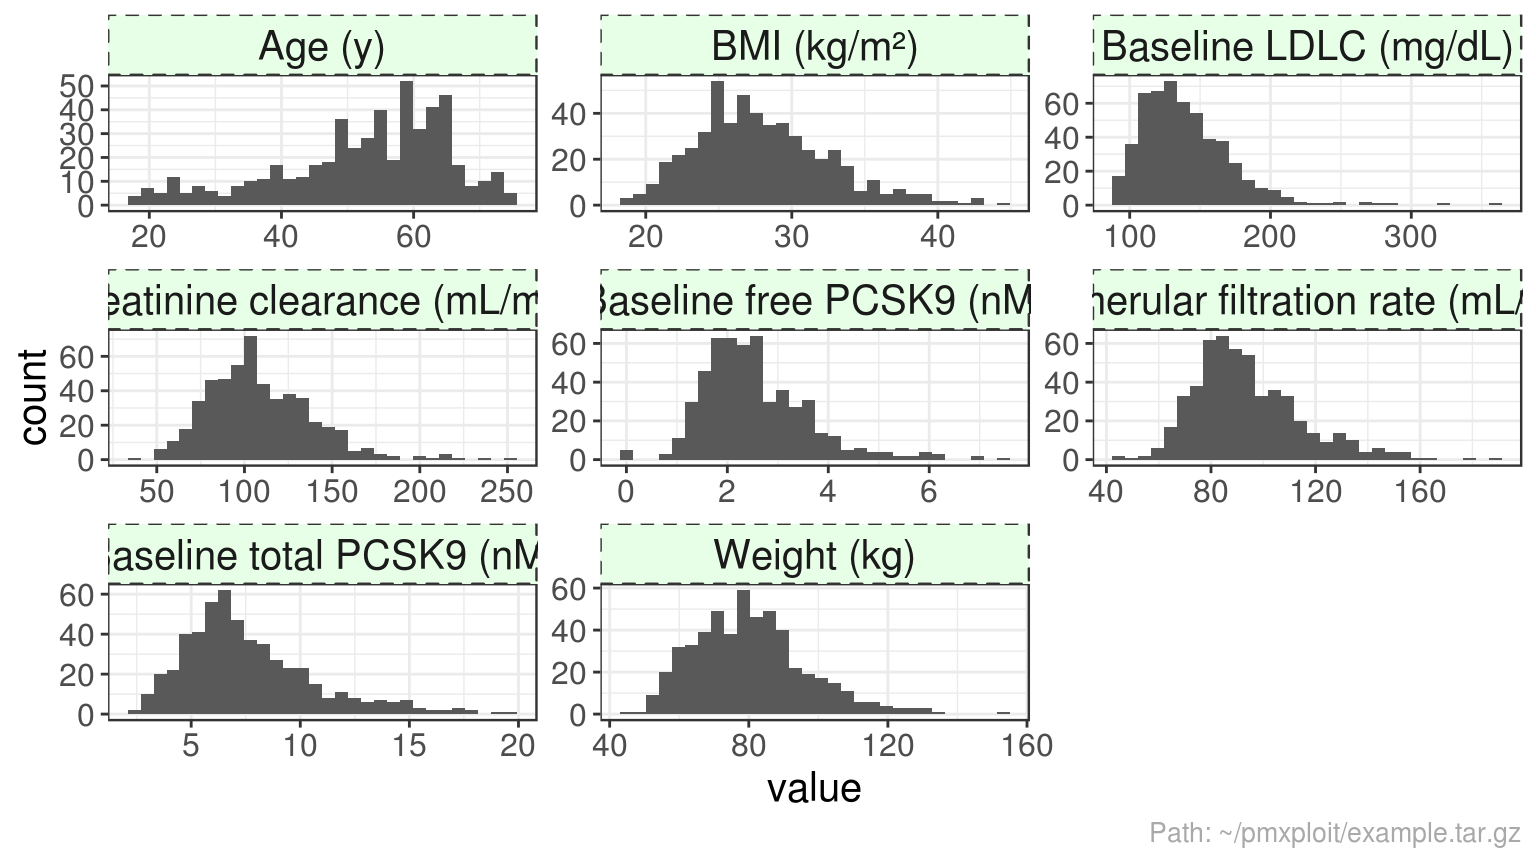 Age (y)
BMI (kg/m²)
Baseline LDLC (mg/dL)
50
40
30
20
10
0
40
20
0
60
40
20
0
20 40 60
20 30 40
100 200 300
eatinine clearance (mL/m
Baseline free PCSK9 (nM
nerular filtration rate (mL/
count
60
40
20
0
60
40
20
0
60
40
20
0
50 100 150 200 250
0 2 4 6
40 80 120 160
aseline total PCSK9 (nM
Weight (kg)
60
40
20
0
60
40
20
0
5 10 15 20
40 80 120 160
value
Path: ~/pmxploit/example.tar.gz